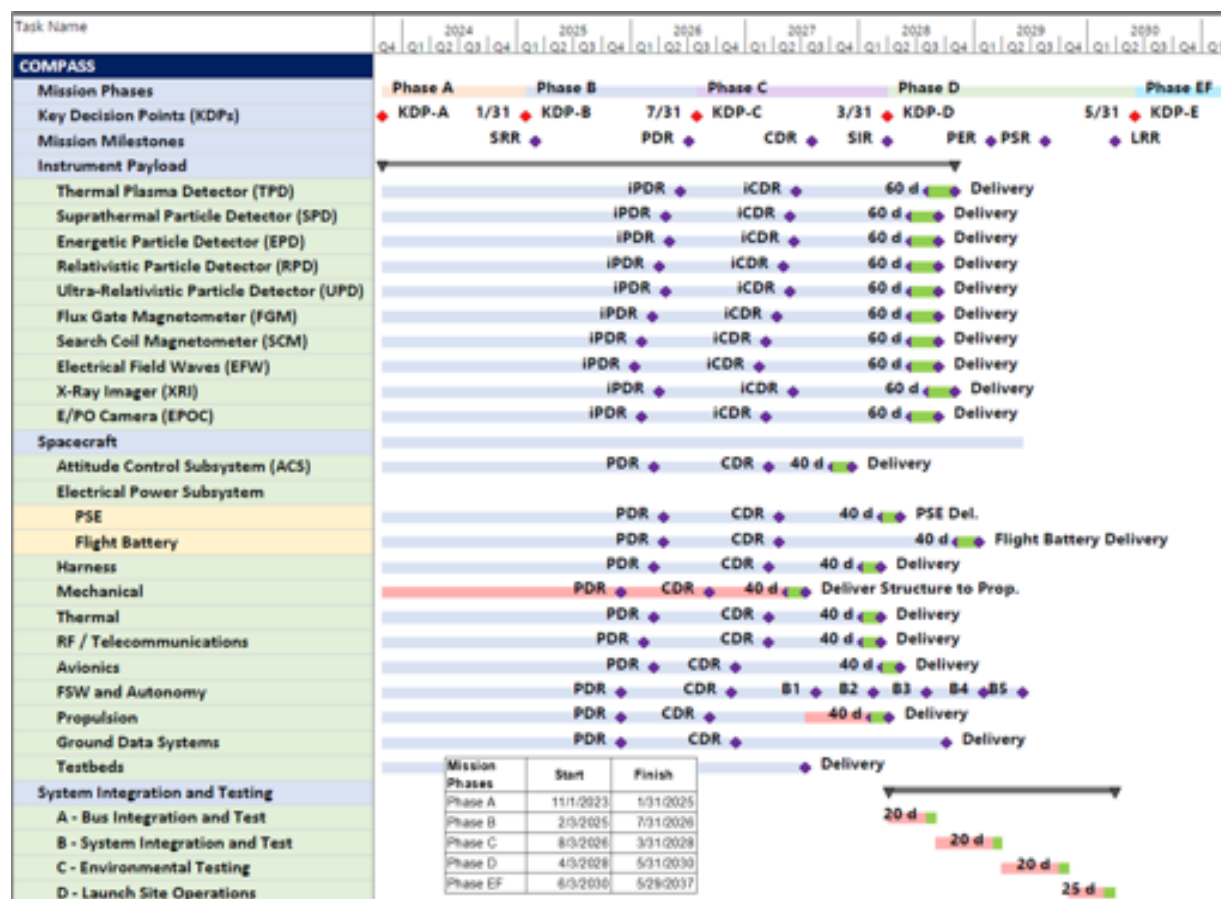 Task Name
2024 2025 2026 2027 2028 2029 2030
Q4 Q1 Q2 Q3 Q4 Q1 Q2 Q3 Q4 Q1 Q2 Q3 Q4 Q1 Q2 Q3 Q4 Q1 Q2 Q3 Q4 Q1 Q2 Q3 Q4 Q1 Q2 Q3 Q4 Q1
COMPASS
Mission Phases Phase A Phase B Phase C Phase D Phase EF
Key Decision Points (KDPs) KDP-A 1/31 KDP-B 7/31 KDP-C 3/31 KDP-D 5/31 KDP-E
Mission Milestones SRR PDR CDR SIR PER PSR LRR
Instrument Payload
Thermal Plasma Detector (TPD) iPDR iCDR 60 d Delivery
Suprathermal Particle Detector (SPD) iPDR iCDR 60 d Delivery
Energetic Particle Detector (EPD) iPDR iCDR 60 d Delivery
Relativistic Particle Detector (RPD) iPDR iCDR 60 d Delivery
Ultra-Relativistic Particle Detector (UPD) iPDR iCDR 60 d Delivery
Flux Gate Magnetometer (FGM) iPDR iCDR 60 d Delivery
Search Coil Magnetometer (SCM) iPDR iCDR 60 d Delivery
Electrical Field Waves (EFW) iPDR iCDR 60 d Delivery
X-Ray Imager (XRI) iPDR iCDR 60 d Delivery
E/PO Camera (EPOC) iPDR iCDR 60 d Delivery
Spacecraft
Attitude Control Subsystem (ACS) PDR CDR 40 d Delivery
Electrical Power Subsystem
PSE PDR CDR 40 d PSE Del.
Flight Battery PDR CDR 40 d Flight Battery Delivery
Harness PDR CDR 40 d Delivery
Mechanical PDR CDR 40 d Deliver Structure to Prop.
Thermal PDR CDR 40 d Delivery
RF / Telecommunications PDR CDR 40 d Delivery
Avionics PDR CDR 40 d Delivery
FSW and Autonomy PDR CDR B1 B2 B3 B4 B5
Propulsion PDR CDR 40 d Delivery
Ground Data Systems PDR CDR Delivery
Testbeds Delivery
System Integration and Testing
A - Bus Integration and Test 20 d
B - System Integration and Test 20 d
C - Environmental Testing 20 d
D - Launch Site Operations 25 d
Mission Phases Start Finish
Phase A 11/1/2023 1/31/2025
Phase B 2/3/2025 7/31/2026
Phase C 8/3/2026 3/31/2028
Phase D 4/3/2028 5/31/2030
Phase EF 6/3/2030 5/29/2037